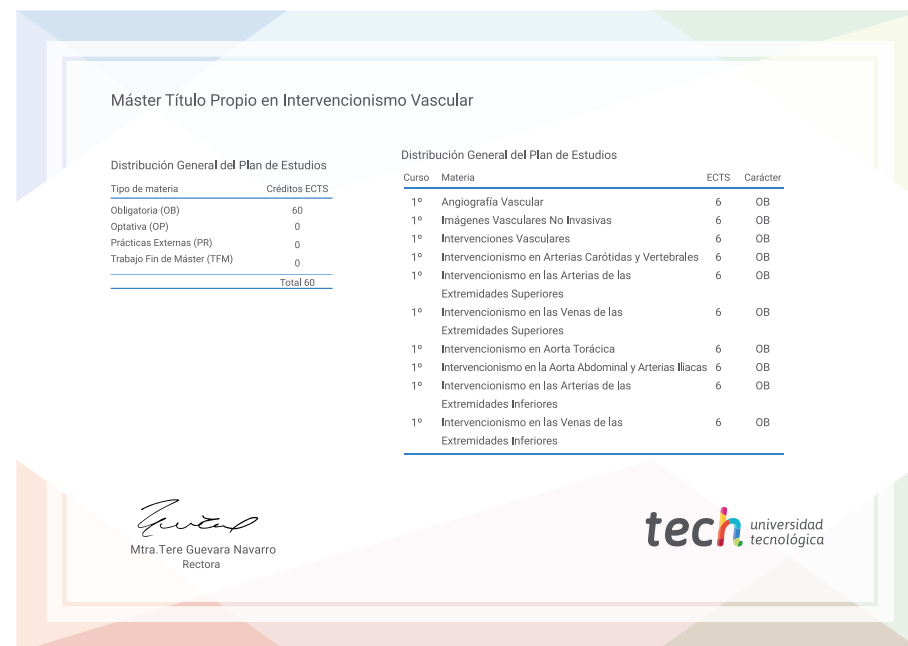 Máster Título Propio en Intervencionismo Vascular
Distribución General del Plan de Estudios
Tipo de materia Créditos ECTS
Obligatoria (OB) 60
Optativa (OP) 0
Prácticas Externas (PR) 0
Trabajo Fin de Máster (TFM) 0
Total 60
Distribución General del Plan de Estudios
Curso Materia ECTS Carácter
1º Angiografía Vascular 6 OB
1º Imágenes Vasculares No Invasivas 6 OB
1º Intervenciones Vasculares 6 OB
1º Intervencionismo en Arterias Carótidas y Vertebrales 6 OB
1º Intervencionismo en las Arterias de las 6 OB
Extremidades Superiores
1º Intervencionismo en las Venas de las 6 OB
Extremidades Superiores
1º Intervencionismo en Aorta Torácica 6 OB
1º Intervencionismo en la Aorta Abdominal y Arterias Iliacas 6 OB
1º Intervencionismo en las Arterias de las 6 OB
Extremidades Inferiores
1º Intervencionismo en las Venas de las 6 OB
Extremidades Inferiores
Mtra.Tere Guevara Navarro
Rectora
tech universidad
tecnológica